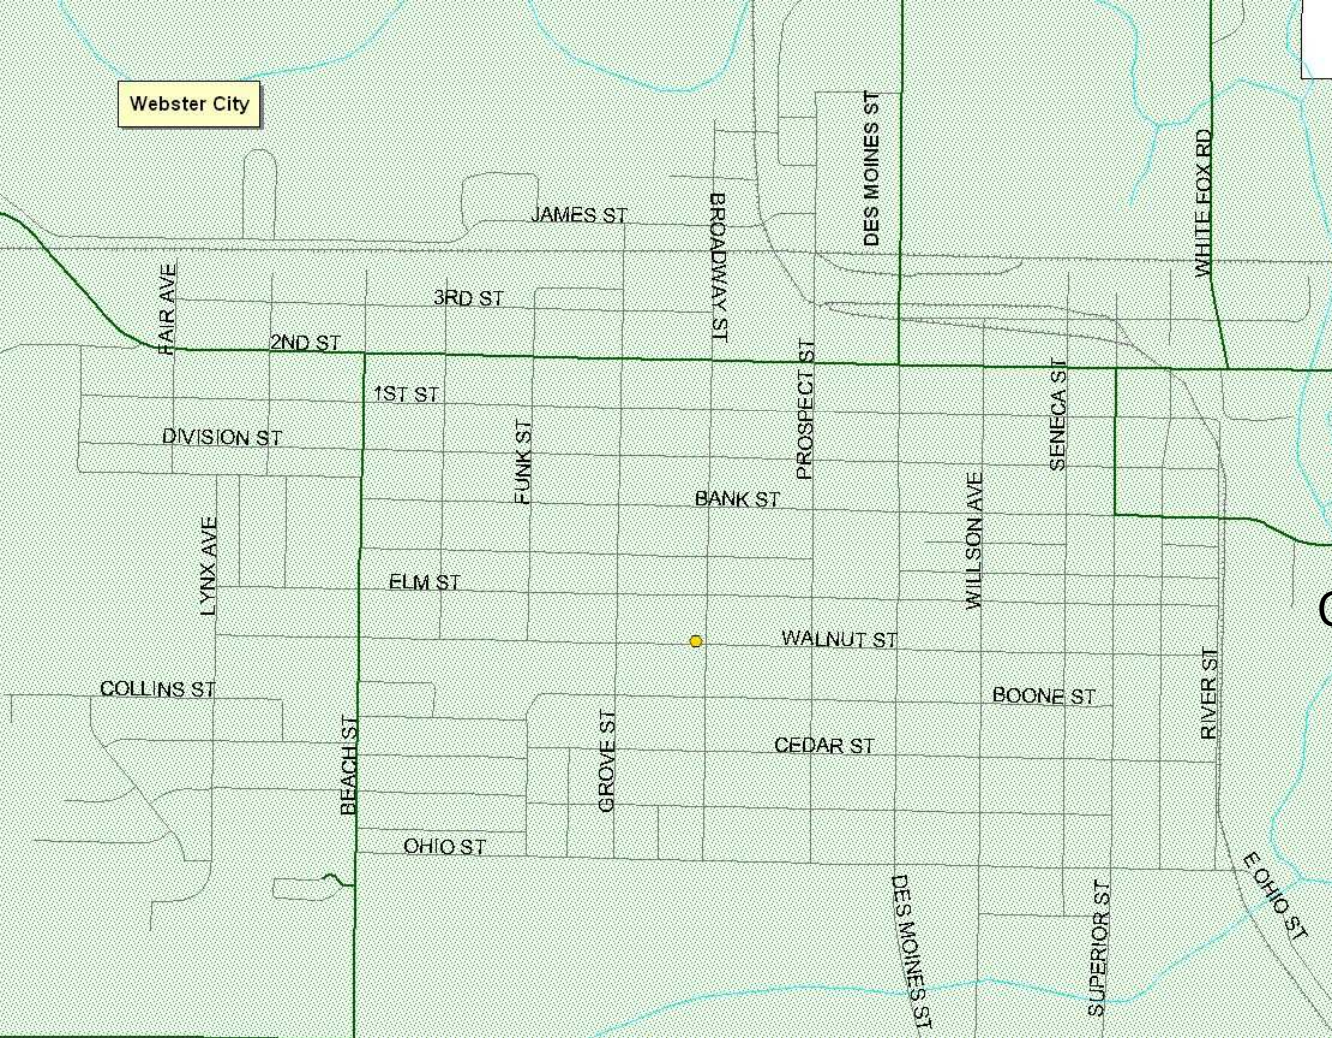 Webster City
DES MOINES ST
WHITE FOX RD
BROADWAY ST
JAMES ST
FAIR AVE
3RD ST
2ND ST
PROSPECT ST
SENECA ST
1ST ST
DIVISION ST
FUNK ST
BANK ST
WILLSON AVE
LYNX AVE
ELM ST
WALNUT ST
RIVER ST
COLLINS ST
BOONE ST
BEACH ST
GROVE ST
CEDAR ST
OHIO ST
E OHIO ST
DES MOINES ST
SUPERIOR ST